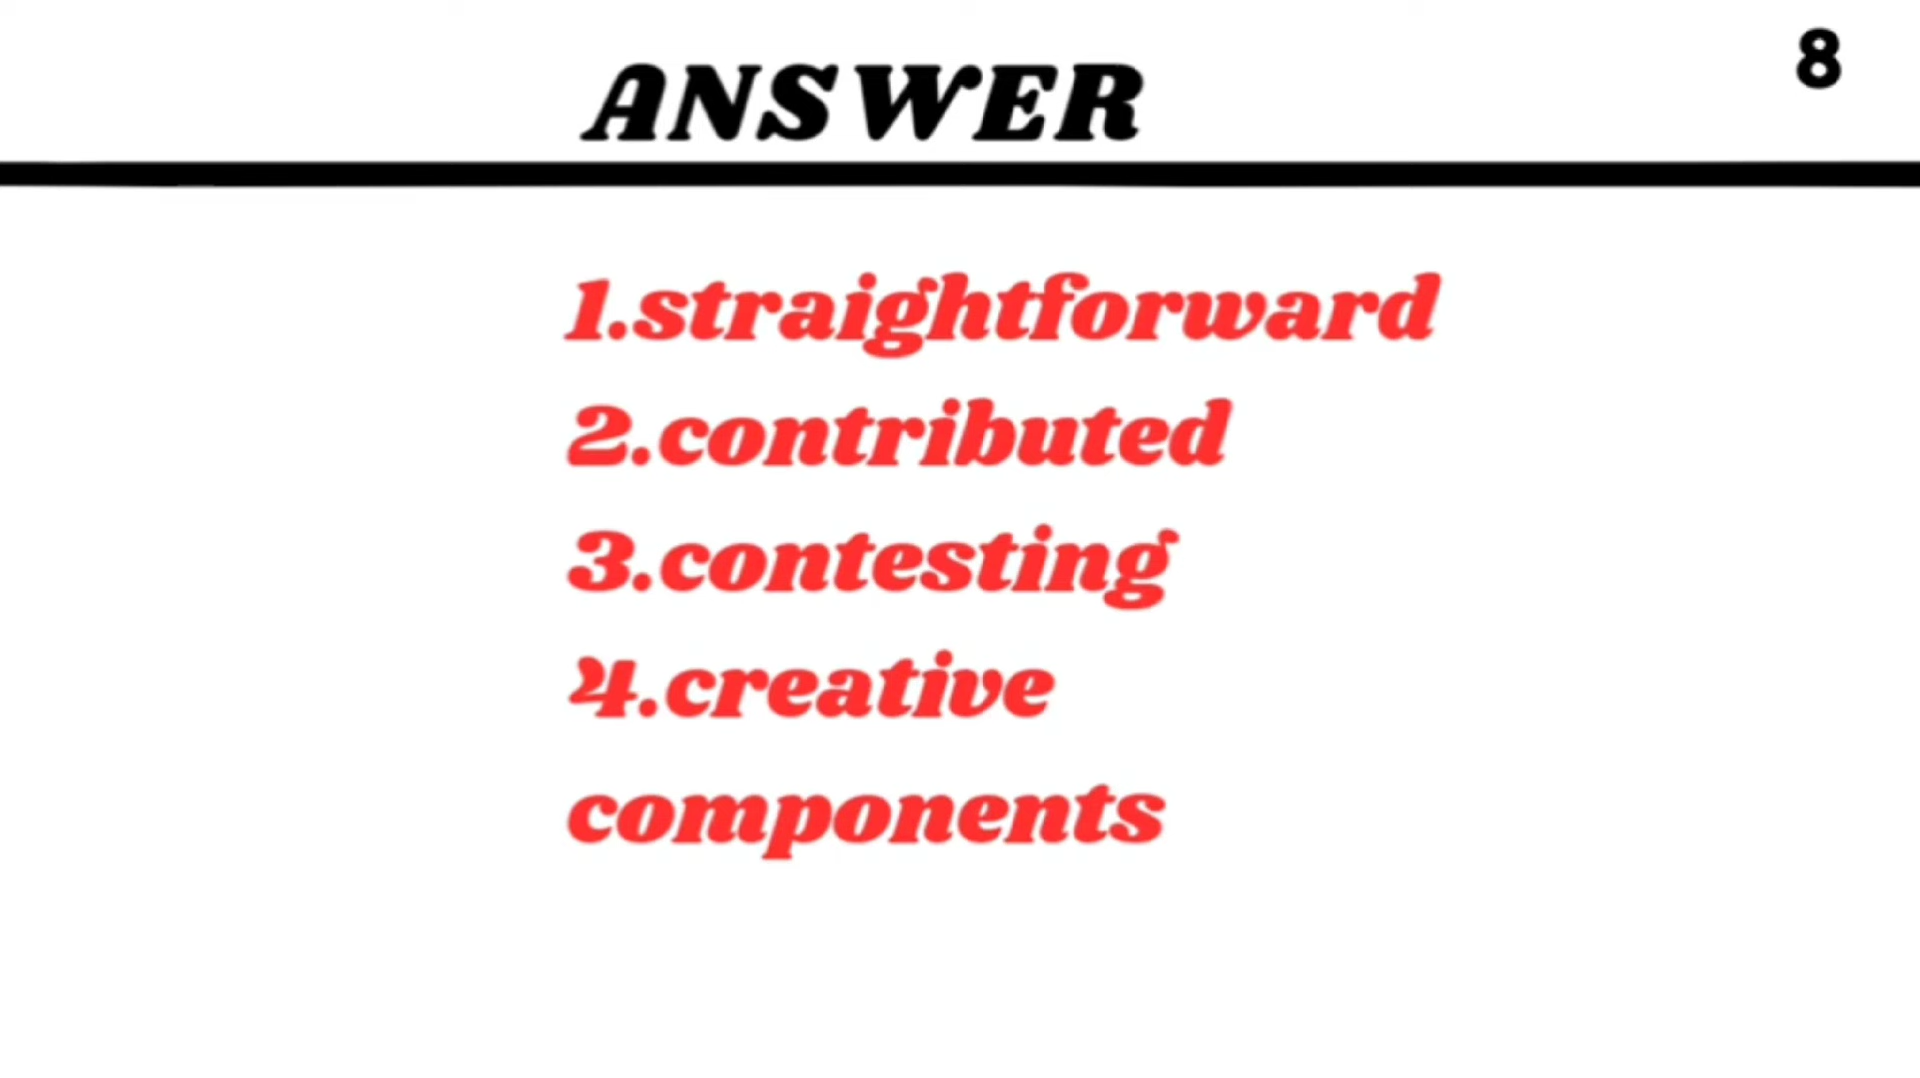 8
ANSWER
1.straightforward
2.contributed
3.contesting
4.creative
components